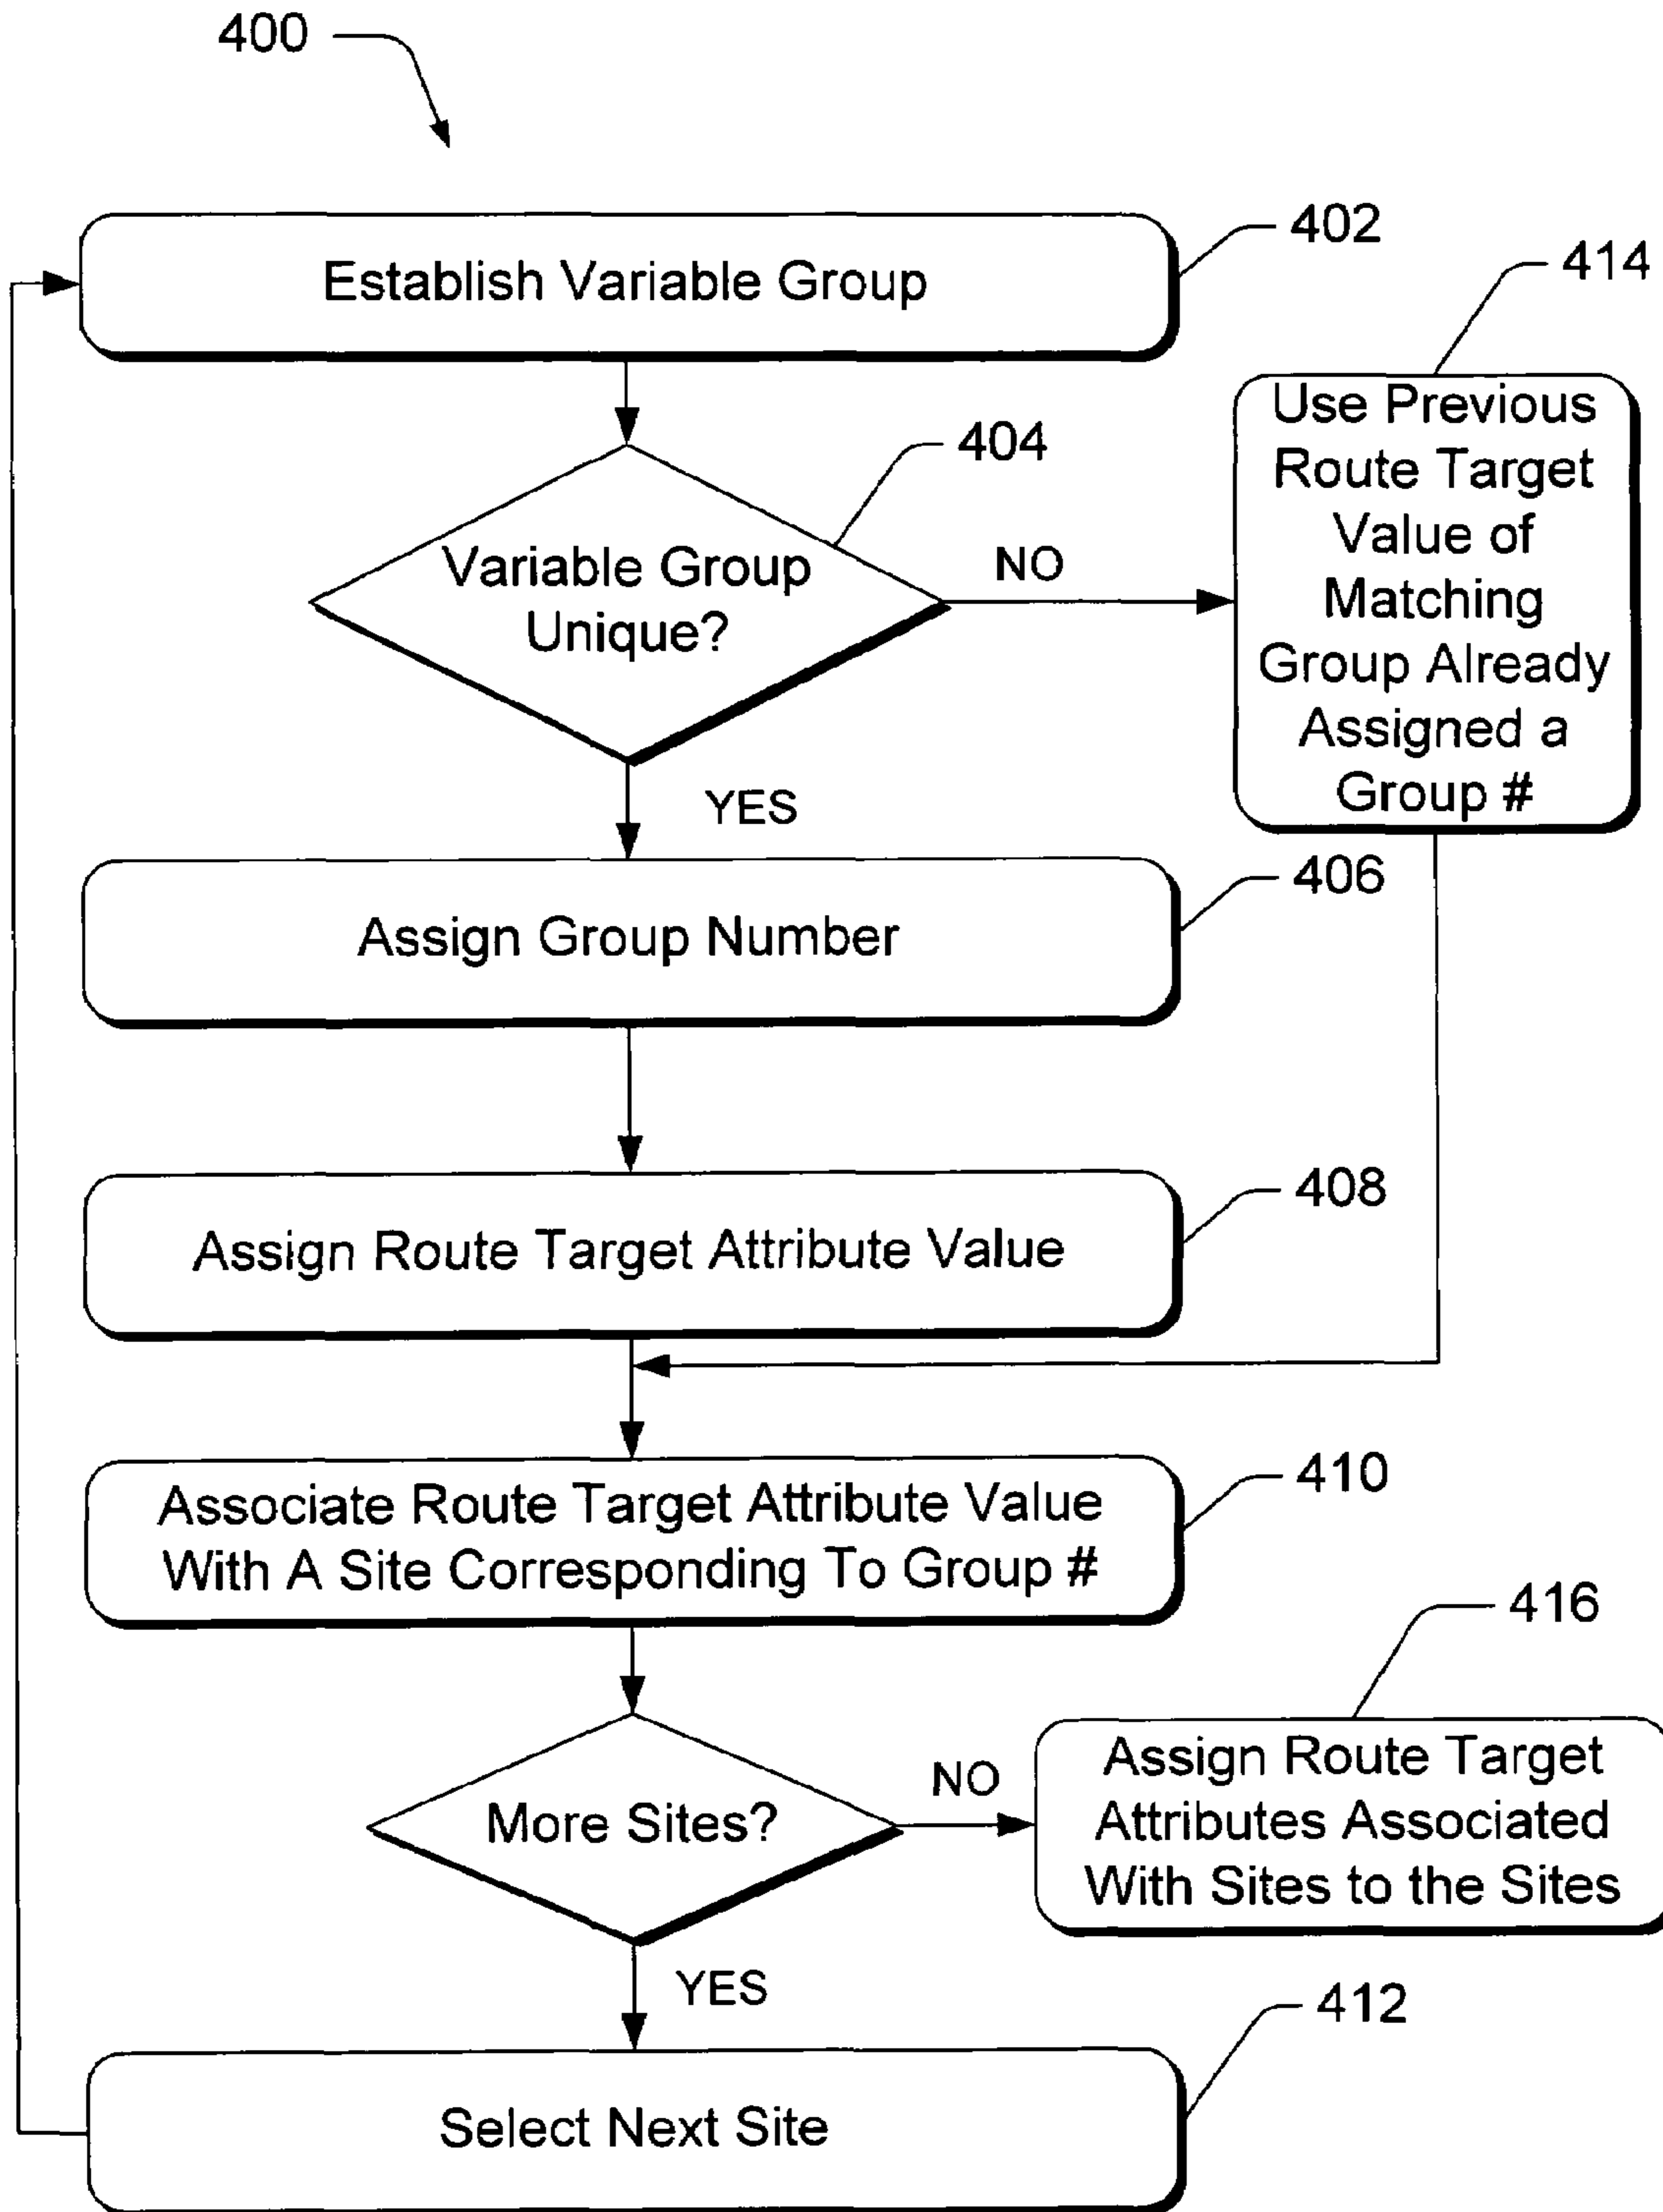 400
402
Establish Variable Group
414
Use Previous
Route Target
Value of
Matching
Group Already
Assigned a
Group #
404
Variable Group
Unique?
NO
YES
406
Assign Group Number
408
Assign Route Target Attribute Value
410
Associate Route Target Attribute Value
With A Site Corresponding To Group #
416
More Sites?
NO
Assign Route Target
Attributes Associated
With Sites to the Sites
YES
412
Select Next Site